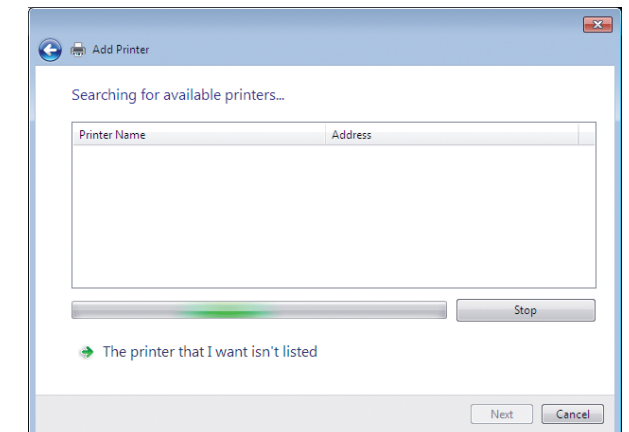 Add Printer
Searching for available printers...
Printer Name Address
Stop
The printer that I want isn't listed
Next Cancel